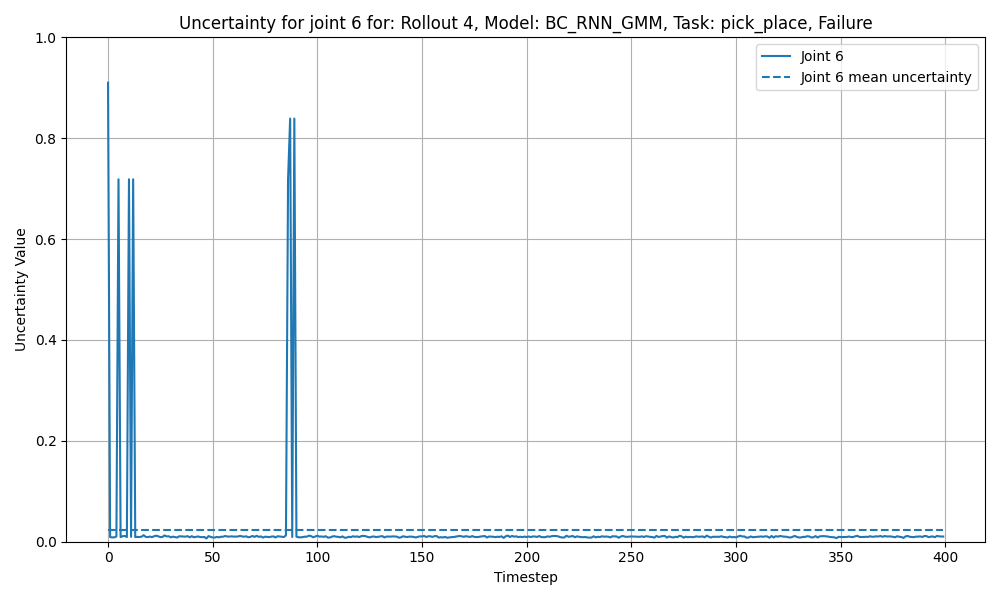 Uncertainty for joint 6 for: Rollout 4, Model: BC_RNN_GMM, Task: pick_place, Failure
Joint 6
Joint 6 mean uncertainty
Uncertainty Value
1.0
0.8
0.6
0.4
0.2
0.0
0 50 100 150 200 250 300 350 400
Timestep